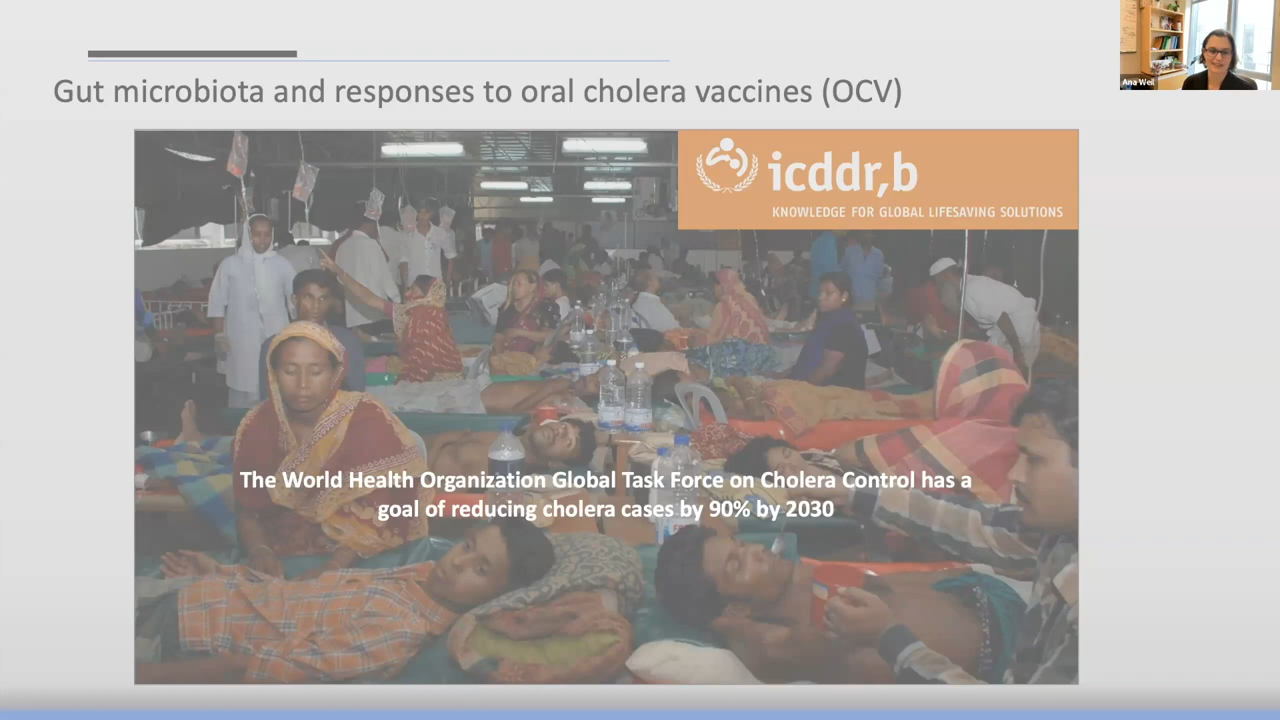 Gut microbiota and responses to oral cholera vaccines (OCV)
Ana Weil
icddr,b
KNOWLEDGE FOR GLOBAL LIFESAVING SOLUTIONS
The World Health Organization Global Task Force on Cholera Control has a
goal of reducing cholera cases by 90% by 2030